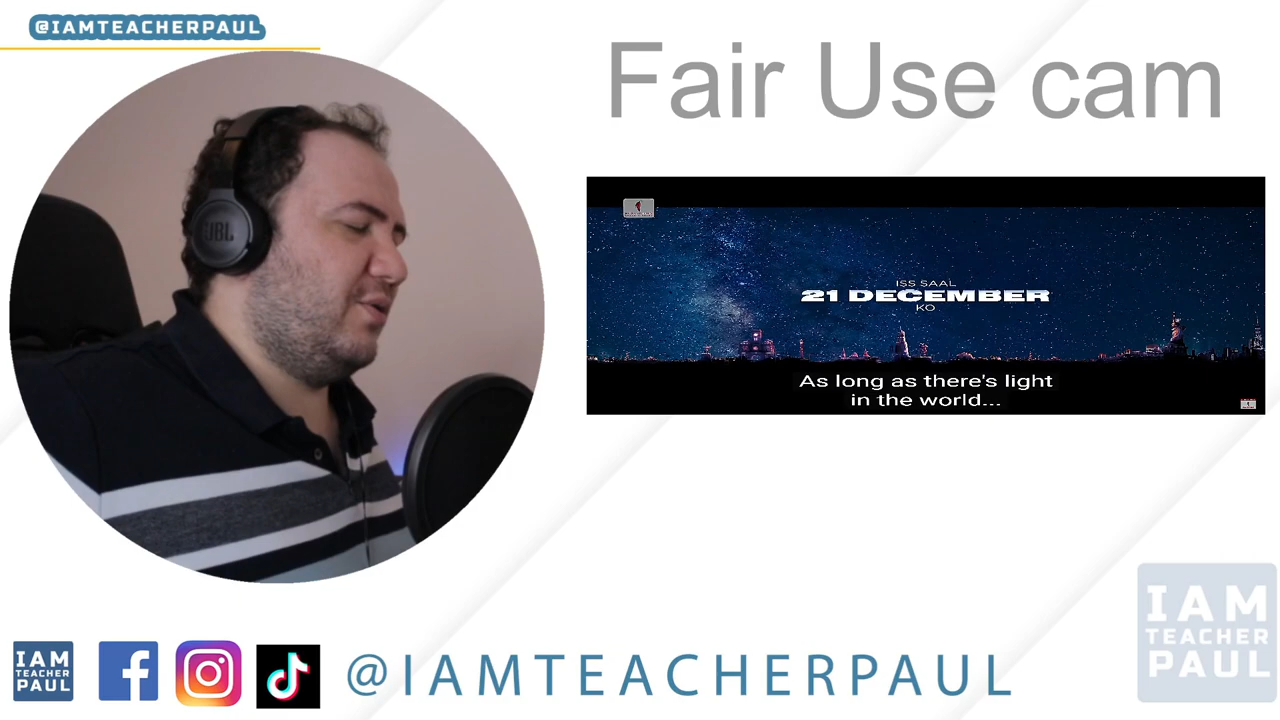 @IAMTEACHERPAUL
Fair Use cam
JBL
ISS SAAL
21 DECEMBER
KO
As long as there's light
in the world...
IAM
TEACHER
PAUL
IAM
TEACHER
PAUL
@IAMTEACHERPAUL